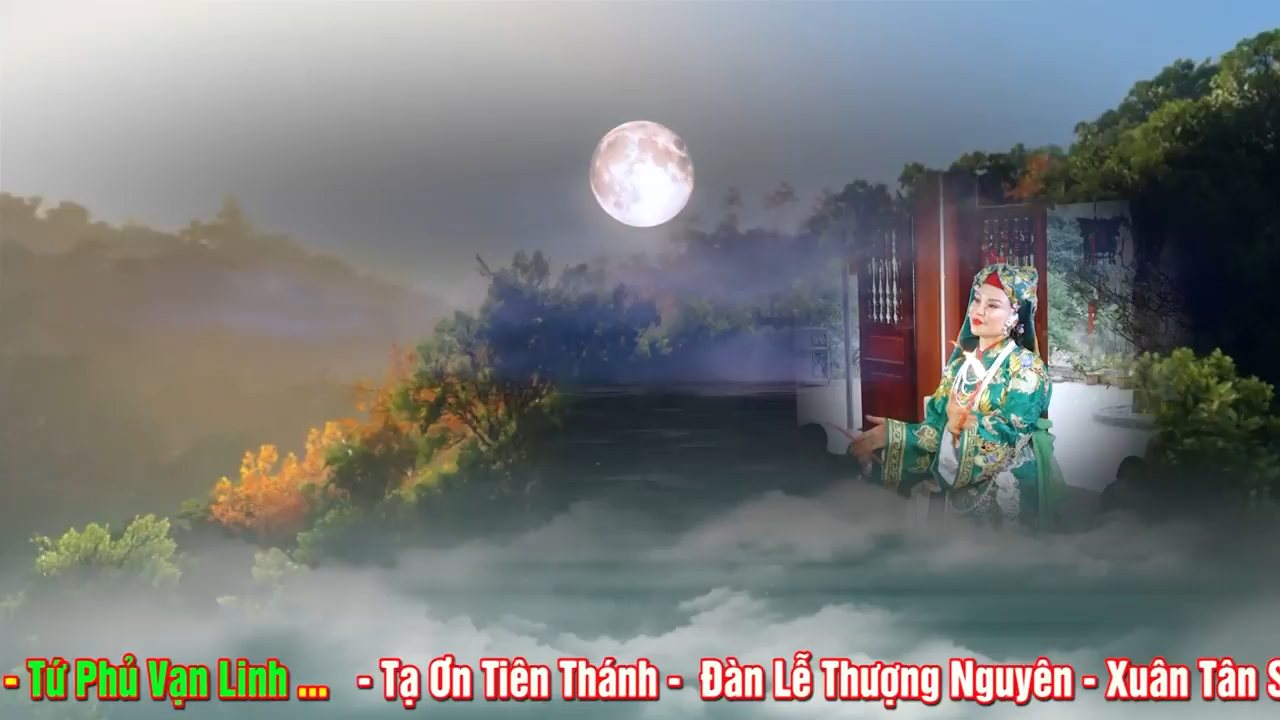 - Tứ Phủ Vạn Linh ... - Tạ Ơn Tiên Thánh - Đàn Lễ Thượng Nguyên - Xuân Tân